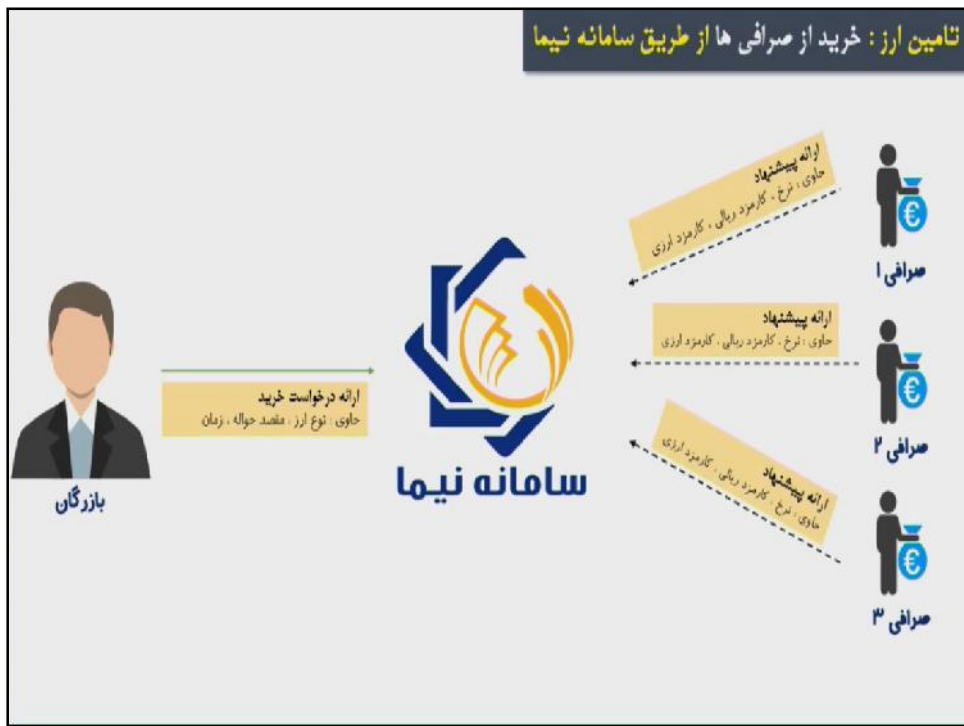 تامین ارز : خرید از صرافی ها از طریق سامانه نیما
ارائه پیشنهاد
حاوی : نرخ ، کارمزد ریالی ، کارمزد ارزی
صرافی ۱
ارائه پیشنهاد
حاوی : نرخ ، کارمزد ریالی ، کارمزد ارزی
صرافی ۲
ارائه پیشنهاد
حاوی : نرخ ، کارمزد ریالی ، کارمزد ارزی
صرافی ۳
سامانه نیما
ارائه درخواست خرید
حاوی : نوع ارز ، مقصد حواله ، زمان
بازرگان